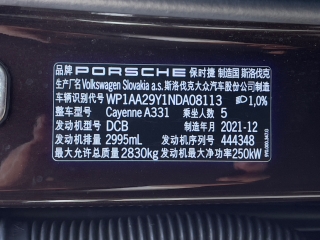 品牌 PORSCHE 保时捷 制造国 斯洛伐克
生产厂名 Volkswagen Slovakia a.s. 斯洛伐克大众汽车股份公司 制造
车辆识别代号 WP1AA29Y1NDA08113 1,0%
整车型号 Cayenne A331 乘坐人数 5
发动机型号 DCB 制造年月 2021-12
发动机排量 2995mL 发动机序列号 444348
最大允许总质量 2830kg 发动机最大净功率 250kW